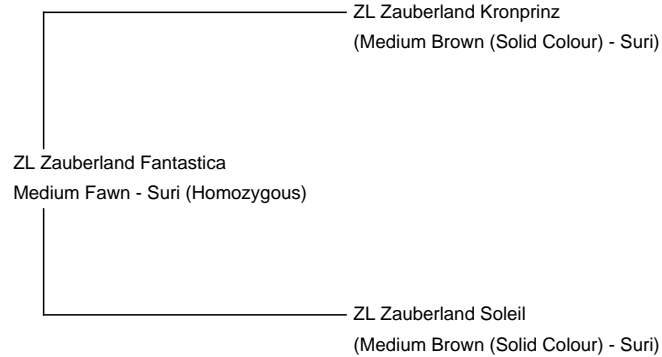 ZL Zauberland Kronprinz
(Medium Brown (Solid Colour) - Suri)
ZL Zauberland Fantastica
Medium Fawn - Suri (Homozygous)
ZL Zauberland Soleil
(Medium Brown (Solid Colour) - Suri)